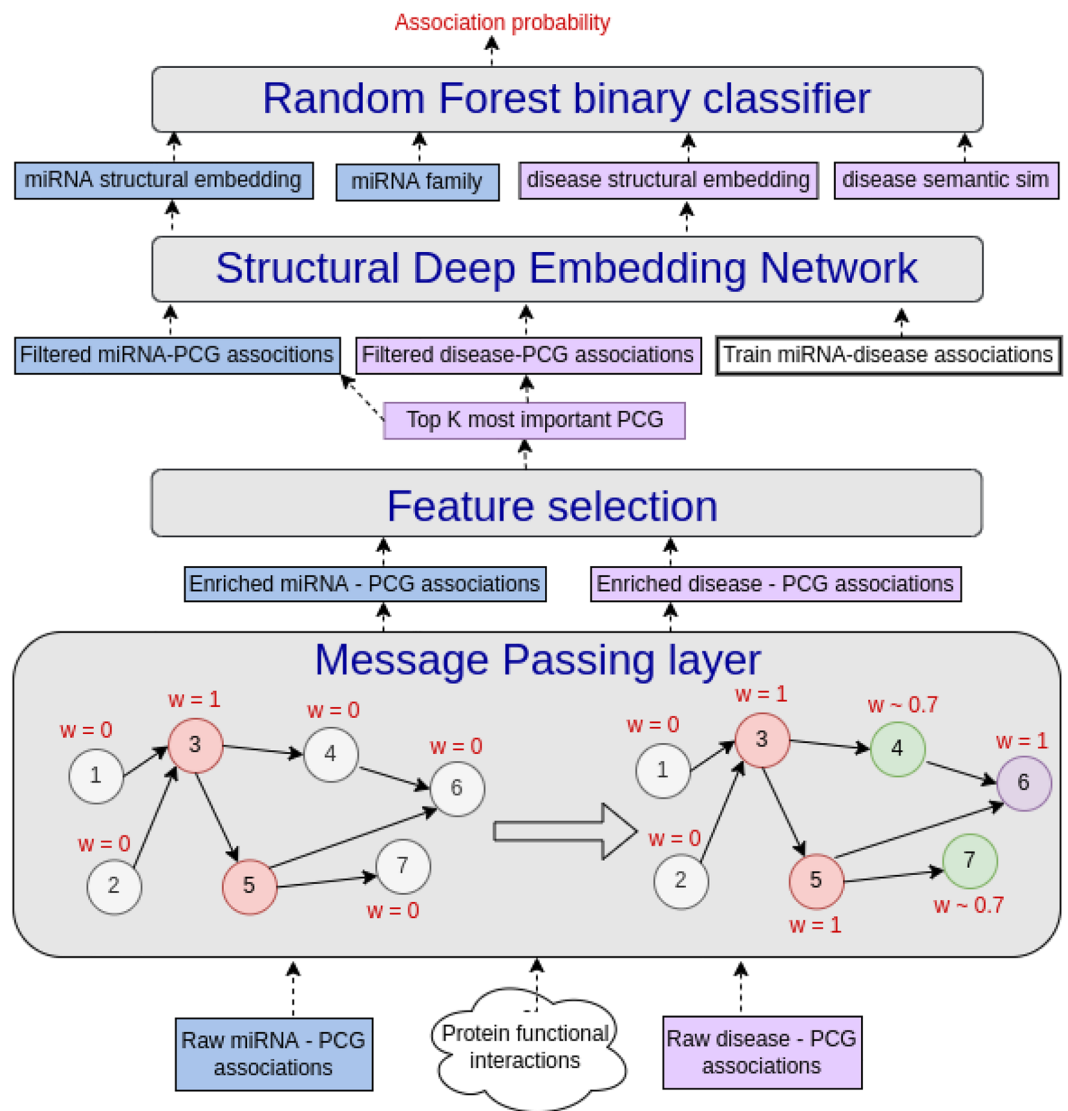 Association probability
Random Forest binary classifier
miRNA structural embedding
miRNA family
disease structural embedding
disease semantic sim
Structural Deep Embedding Network
Filtered miRNA-PCG associtions
Filtered disease-PCG associations
Train miRNA-disease associations
Top K most important PCG
Feature selection
Enriched miRNA - PCG associations
Enriched disease - PCG associations
Message Passing layer
w = 0
w = 1
w = 0
w = 0
1
3
4
6
w = 0
2
5
7
w = 0
w = 0
w = 1
w ~ 0.7
w = 1
1
3
4
6
w = 0
2
5
7
w = 1
w ~ 0.7
Raw miRNA - PCG
associations
Protein functional
interactions
Raw disease - PCG
associations